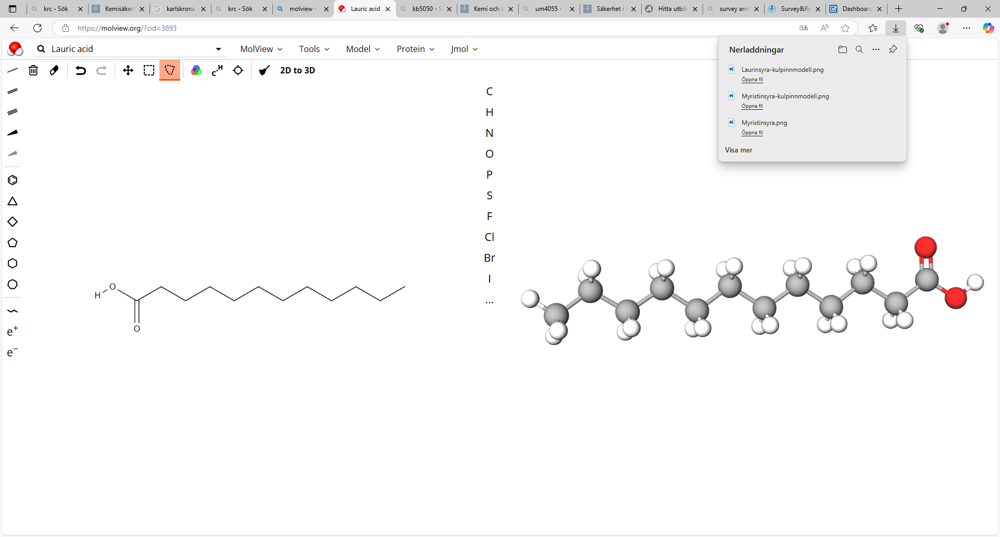 krc - Sök
Kemisäker
karlskrona
krc - Sök
molview -
Lauric acid
kb5050 - S
Kemi och k
um4055 -
Säkerhet i
Hitta utbil
survey and
Survey&Re
Dashboard
https://molview.org/?cid=3893
Lauric acid
MolView
Tools
Model
Protein
Jmol
2D to 3D
Nerladdningar
Laurinsyra-kulpinnmodell.png
Öppna fil
Myristinsyra-kulpinnmodell.png
Öppna fil
Myristinsyra.png
Öppna fil
Visa mer
C
H
N
O
P
S
F
Cl
Br
I
...
e+
e−
H
O
O